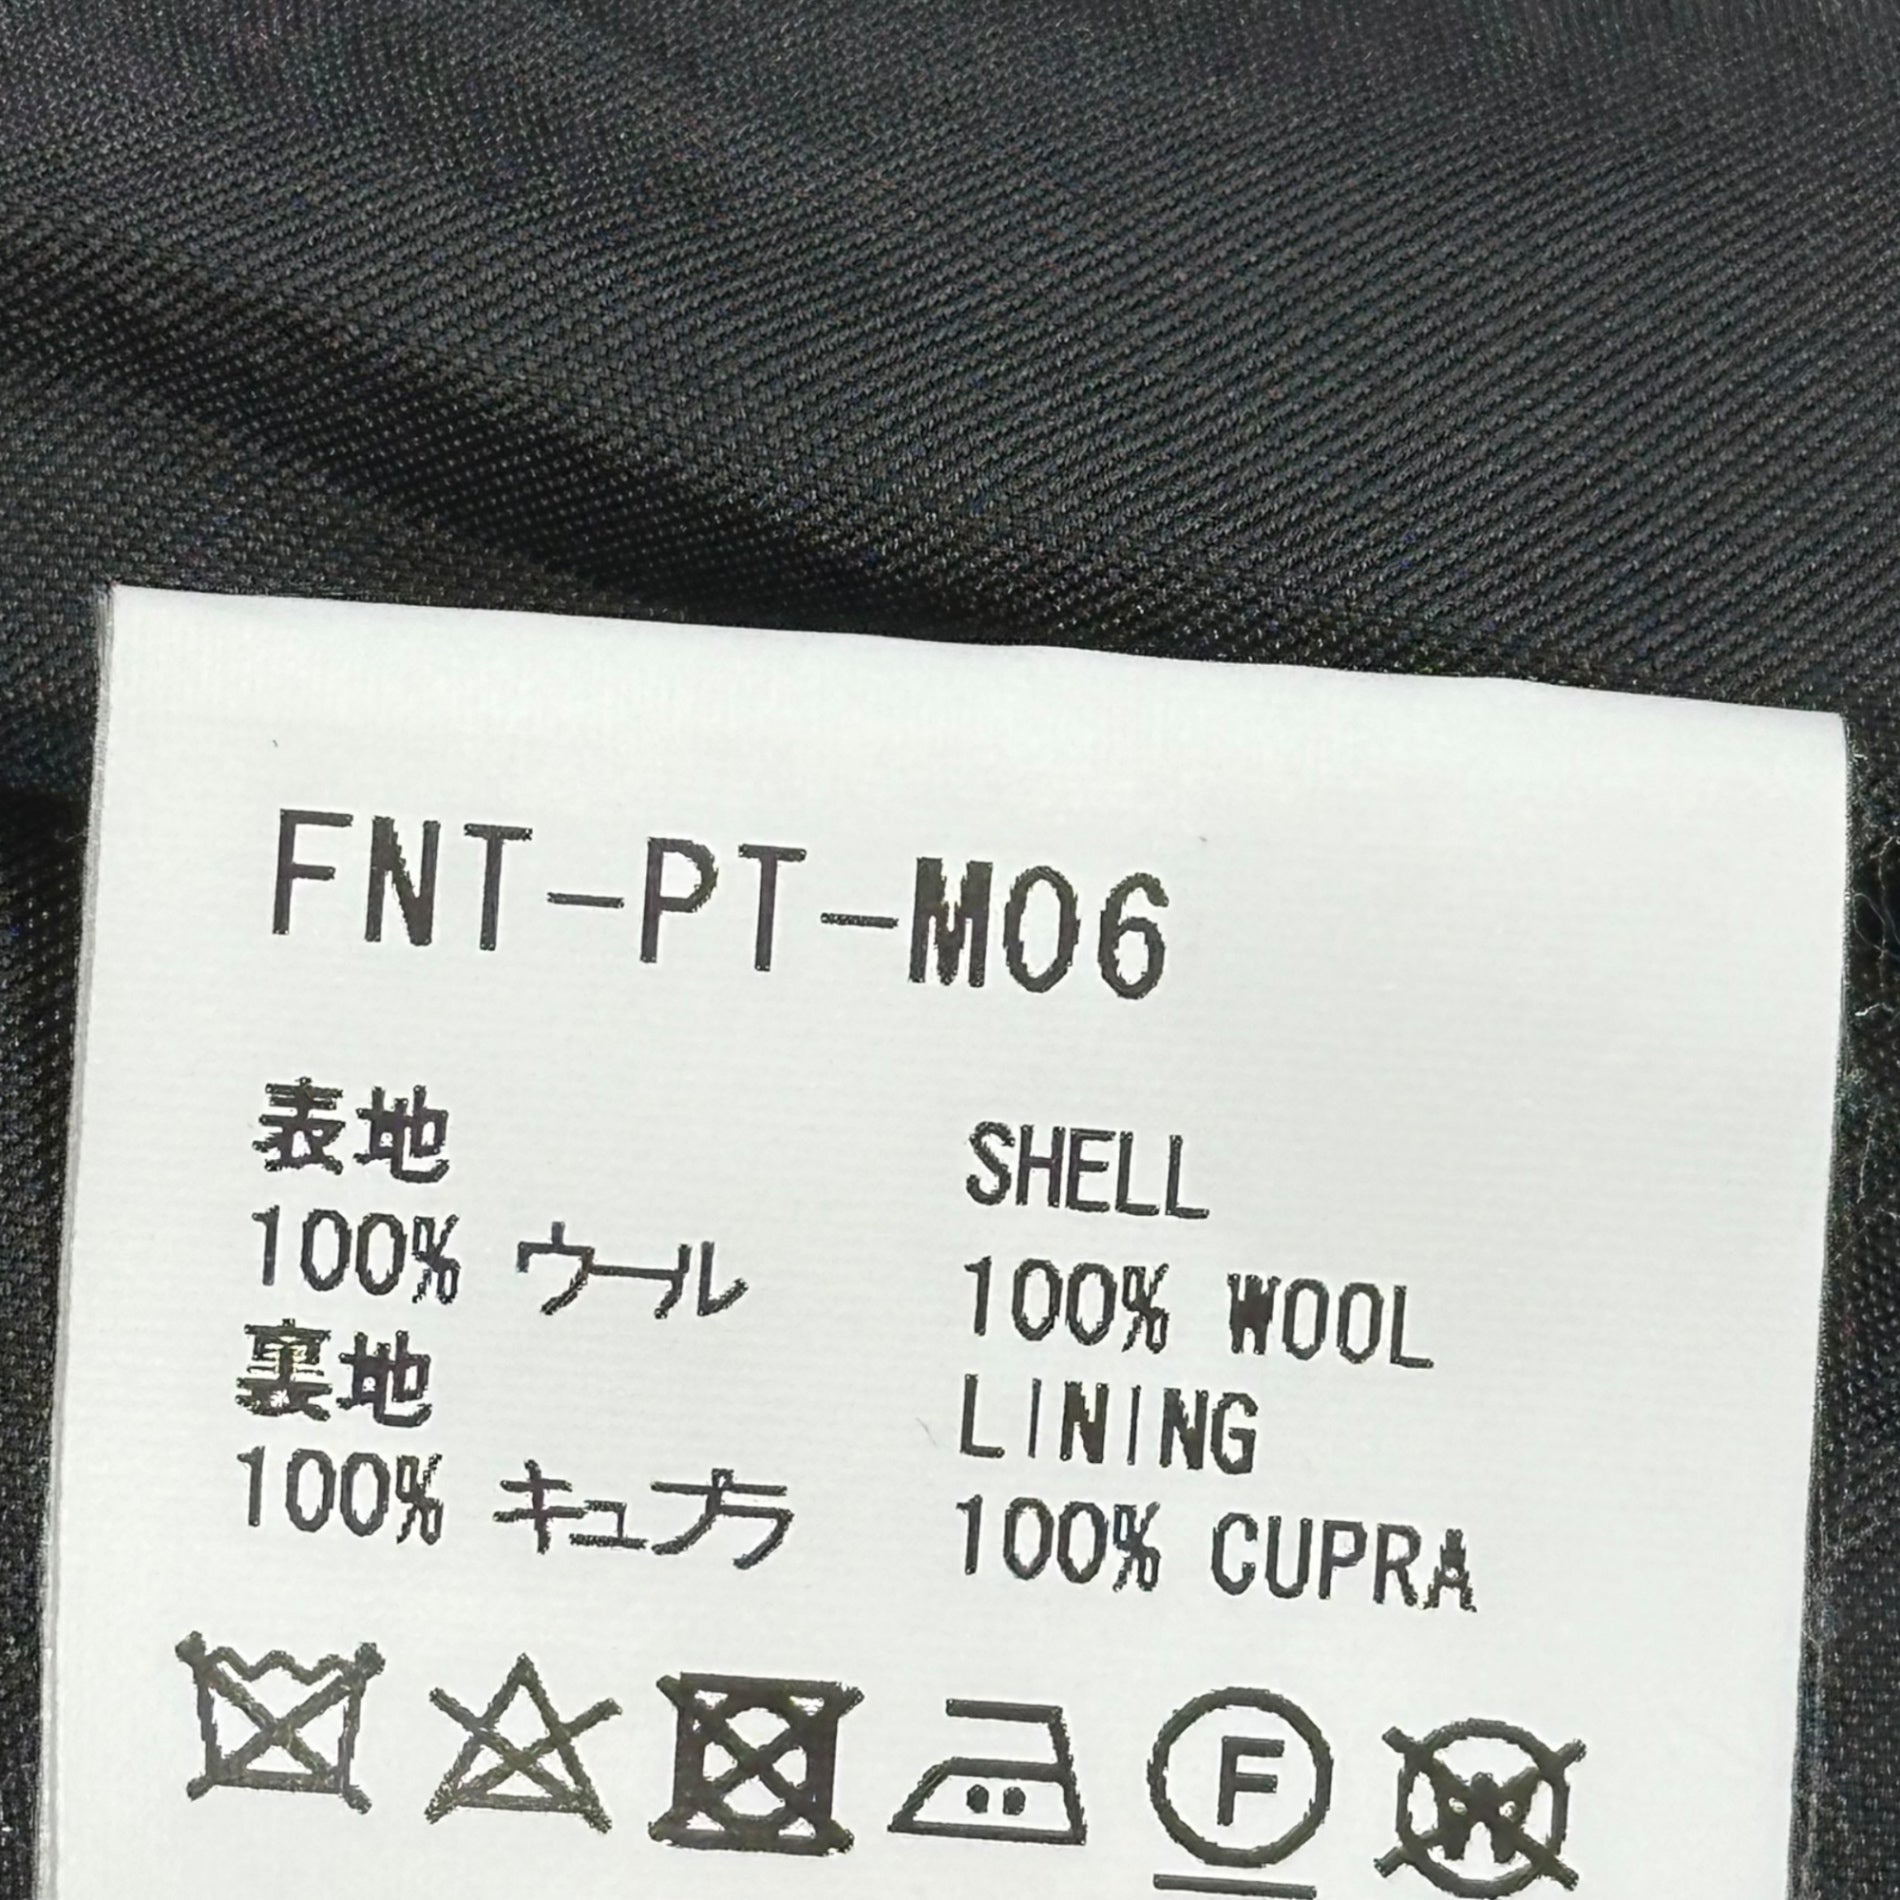 FNT-PT-M06
表地
100% ウール
裏地
100% キュプラ
SHELL
100% WOOL
LINING
100% CUPRA
F
W